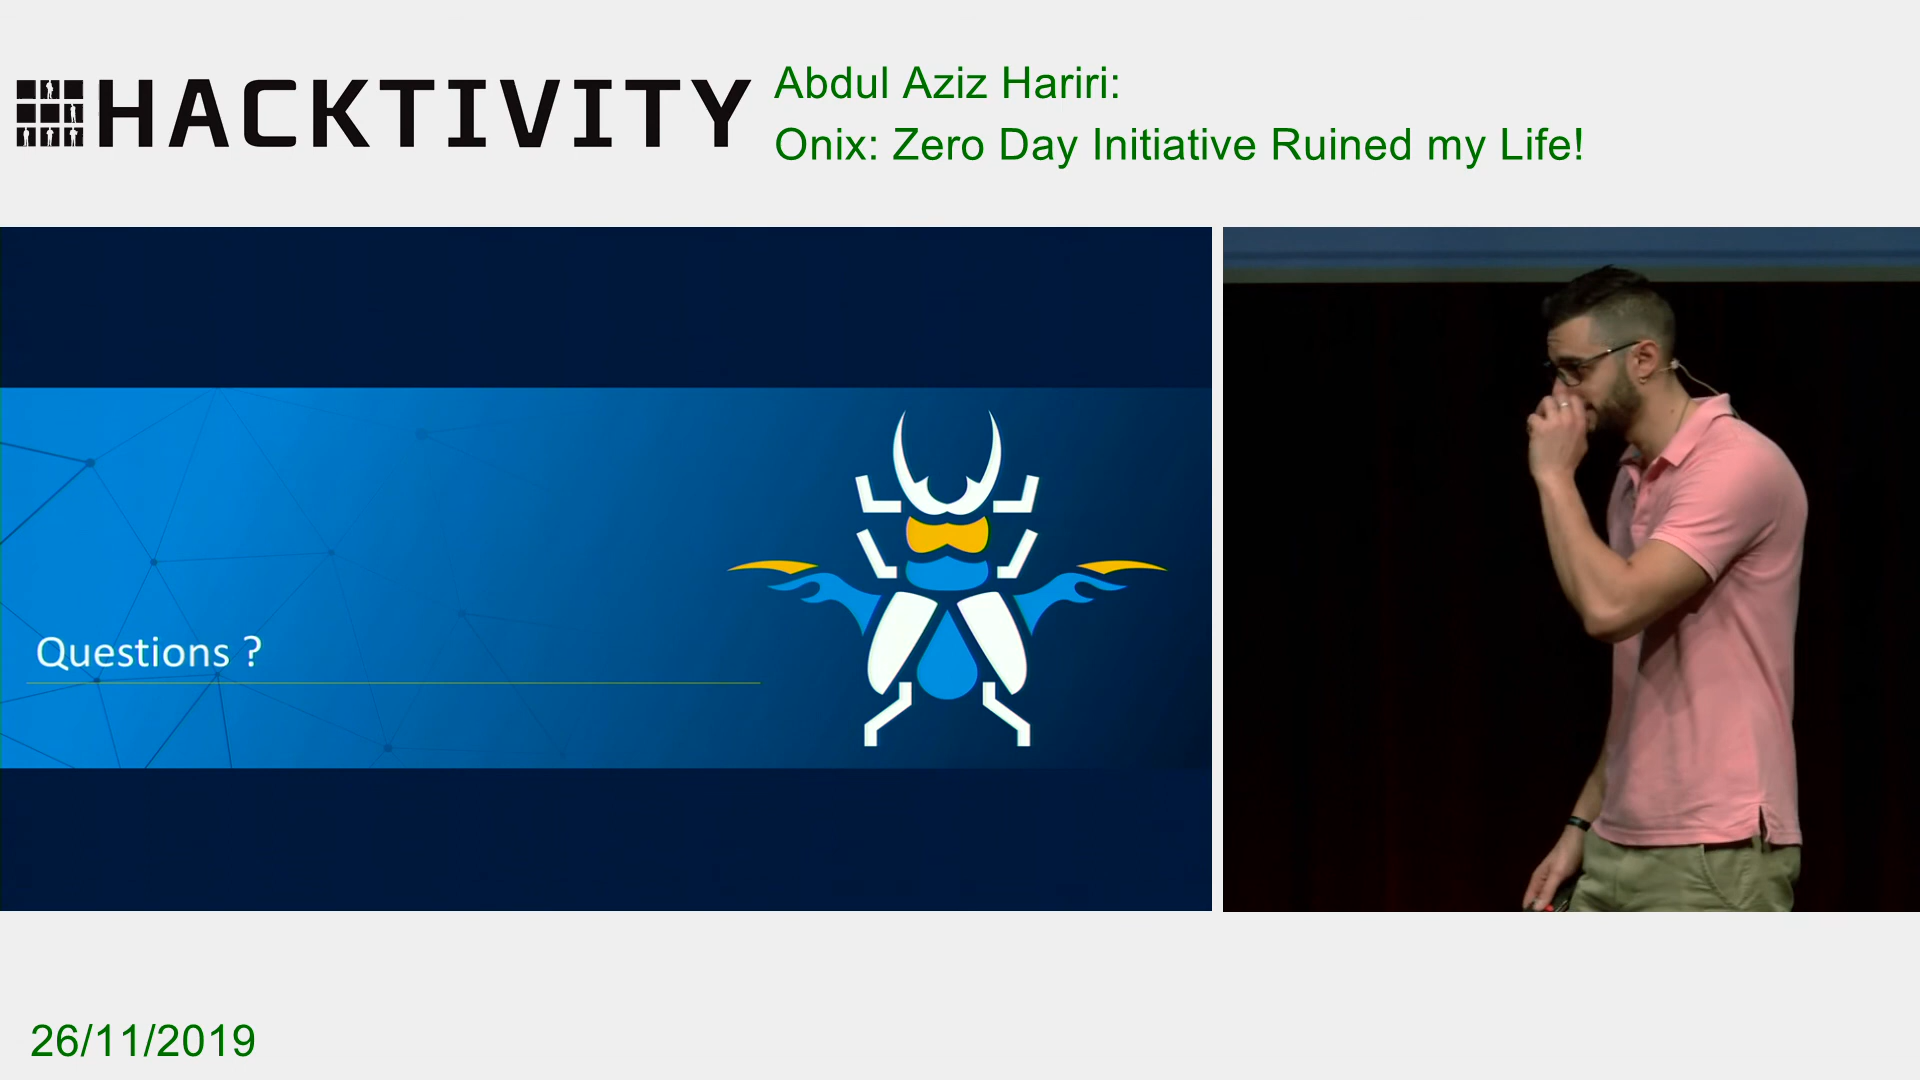 HACKTIVITY
Abdul Aziz Hariri:
Onix: Zero Day Initiative Ruined my Life!
Questions ?
26/11/2019